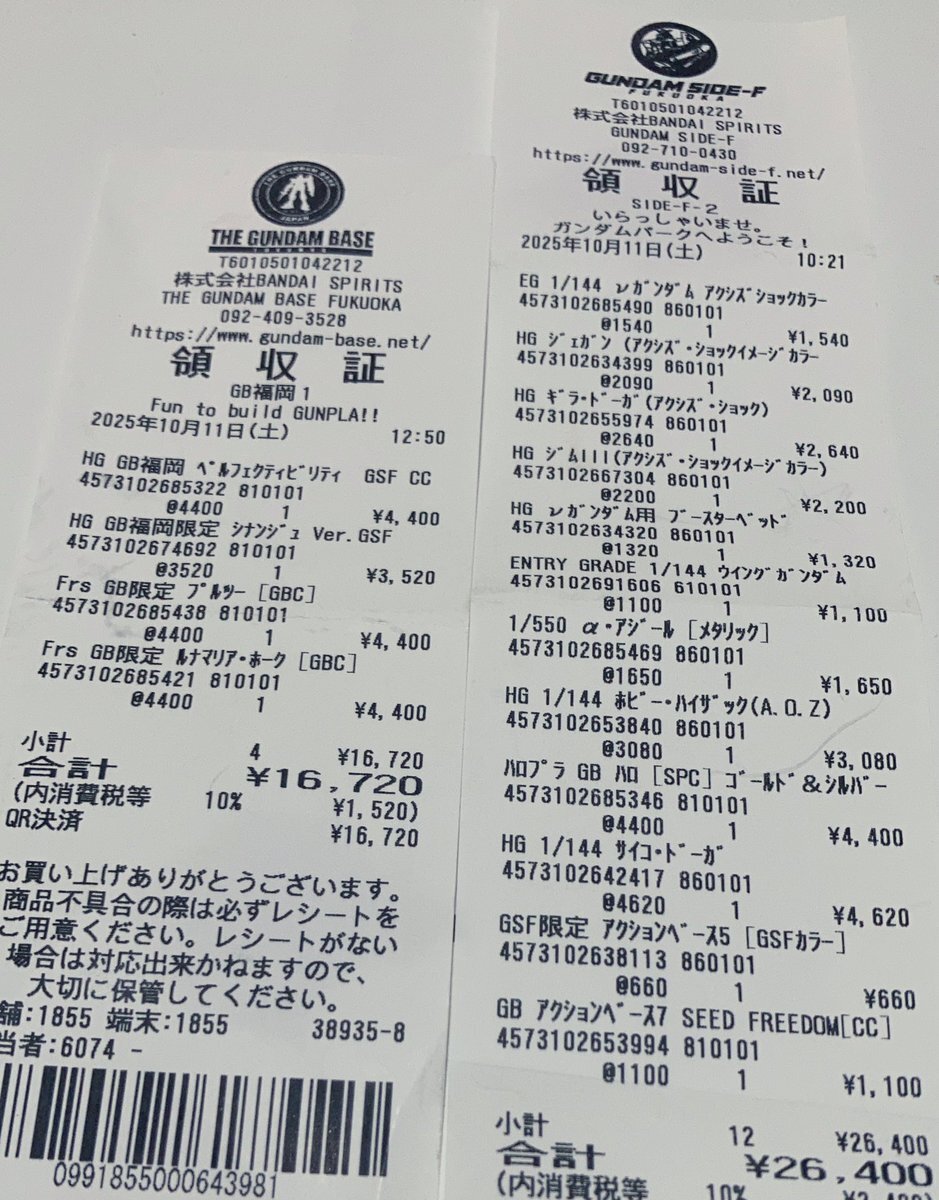 THE GUNDAM BASE
JAPAN
THE GUNDAM BASE
T6010501042212
株式会社BANDAI SPIRITS
THE GUNDAM BASE FUKUOKA
092-409-3528
https://www.gundam-base.net/
領 収 証
GB福岡1
Fun to build GUNPLA!!
2025年10月11日(土) 12:50
HG GB福岡 ﾍﾟﾙﾌｪｸﾃｨﾋﾞﾘﾃｨ GSF CC
4573102685322 810101
@4400 1 ¥4,400
HG GB福岡限定 ｼﾅﾝｼﾞｭ Ver.GSF
4573102674692 810101
@3520 1 ¥3,520
Frs GB限定 ﾌﾟﾙﾂｰ [GBC]
4573102685438 810101
@4400 1 ¥4,400
Frs GB限定 ﾙﾅﾏﾘｱ･ﾎｰｸ [GBC]
4573102685421 810101
@4400 1 ¥4,400
小計 4 ¥16,720
合計 ¥16,720
(内消費税等 10% ¥1,520)
QR決済 ¥16,720
お買い上げありがとうございます。
商品不具合の際は必ずレシートを
ご用意ください。レシートがない
場合は対応出来かねますので、
大切に保管してください。
舗:1855 端末:1855 38935-8
当者:6074 -
0991855000643981
GUNDAM SIDE-F
FUKUOKA
T6010501042212
株式会社BANDAI SPIRITS
GUNDAM SIDE-F
092-710-0430
https://www.gundam-side-f.net/
領 収 証
SIDE-F-2
いらっしゃいませ。
ガンダムパークへようこそ!
2025年10月11日(土) 10:21
EG 1/144 νｶﾞﾝﾀﾞﾑ ｱｸｼｽﾞｼｮｯｸｶﾗｰ
4573102685490 860101
@1540 1 ¥1,540
HG ｼﾞｪｶﾞﾝ (ｱｸｼｽﾞ･ｼｮｯｸｲﾒｰｼﾞｶﾗｰ
4573102634399 860101
@2090 1 ¥2,090
HG ｷﾞﾗ･ﾄﾞｰｶﾞ(ｱｸｼｽﾞ･ｼｮｯｸ)
4573102655974 860101
@2640 1 ¥2,640
HG ｼﾞﾑIII(ｱｸｼｽﾞ･ｼｮｯｸｲﾒｰｼﾞｶﾗｰ)
4573102667304 860101
@2200 1 ¥2,200
HG νｶﾞﾝﾀﾞﾑ用 ﾌﾞｰｽﾀｰﾍﾞｯﾄﾞ
4573102634320 860101
@1320 1 ¥1,320
ENTRY GRADE 1/144 ｳｲﾝｸﾞｶﾞﾝﾀﾞﾑ
4573102691606 610101
@1100 1 ¥1,100
1/550 α･ｱｼﾞｰﾙ [ﾒﾀﾘｯｸ]
4573102685469 860101
@1650 1 ¥1,650
HG 1/144 ﾎﾋﾞｰ･ﾊｲｻﾞｯｸ(A.O.Z)
4573102653840 860101
@3080 1 ¥3,080
ﾊﾛﾌﾟﾗ GB ﾊﾛ [SPC] ｺﾞｰﾙﾄﾞ&ｼﾙﾊﾞｰ
4573102685346 810101
@4400 1 ¥4,400
HG 1/144 ｻｲｺ･ﾄﾞｰｶﾞ
4573102642417 860101
@4620 1 ¥4,620
GSF限定 ｱｸｼｮﾝﾍﾞｰｽ5 [GSFｶﾗｰ]
4573102638113 860101
@660 1 ¥660
GB ｱｸｼｮﾝﾍﾞｰｽ7 SEED FREEDOM[CC]
4573102653994 810101
@1100 1 ¥1,100
小計 12 ¥26,400
合計 ¥26,400
(内消費税等 10% ¥2,400)